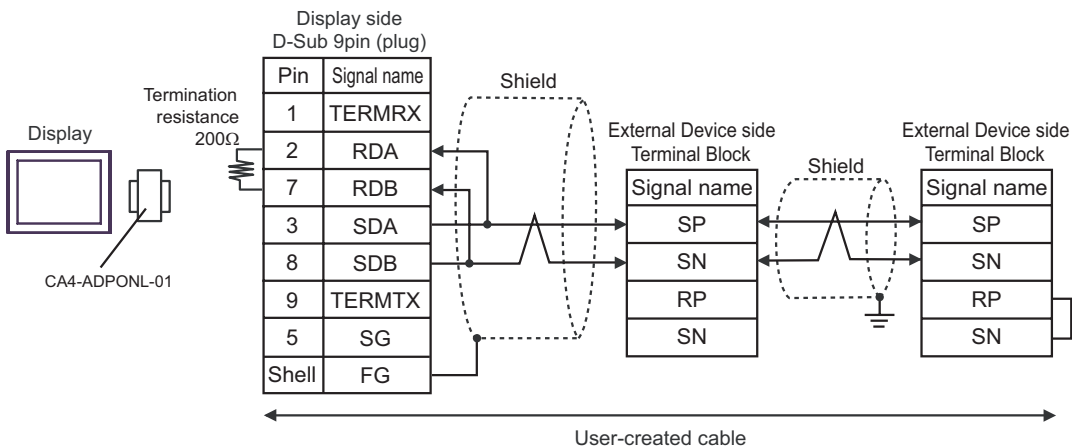 Display side
D-Sub 9pin (plug)
Pin Signal name
1 TERMRX
2 RDA
7 RDB
3 SDA
8 SDB
9 TERMTX
5 SG
Shell FG
Termination
resistance
200Ω
Display
CA4-ADPONL-01
Shield
External Device side
Terminal Block
Signal name
SP
SN
RP
SN
Shield
External Device side
Terminal Block
Signal name
SP
SN
RP
SN
User-created cable